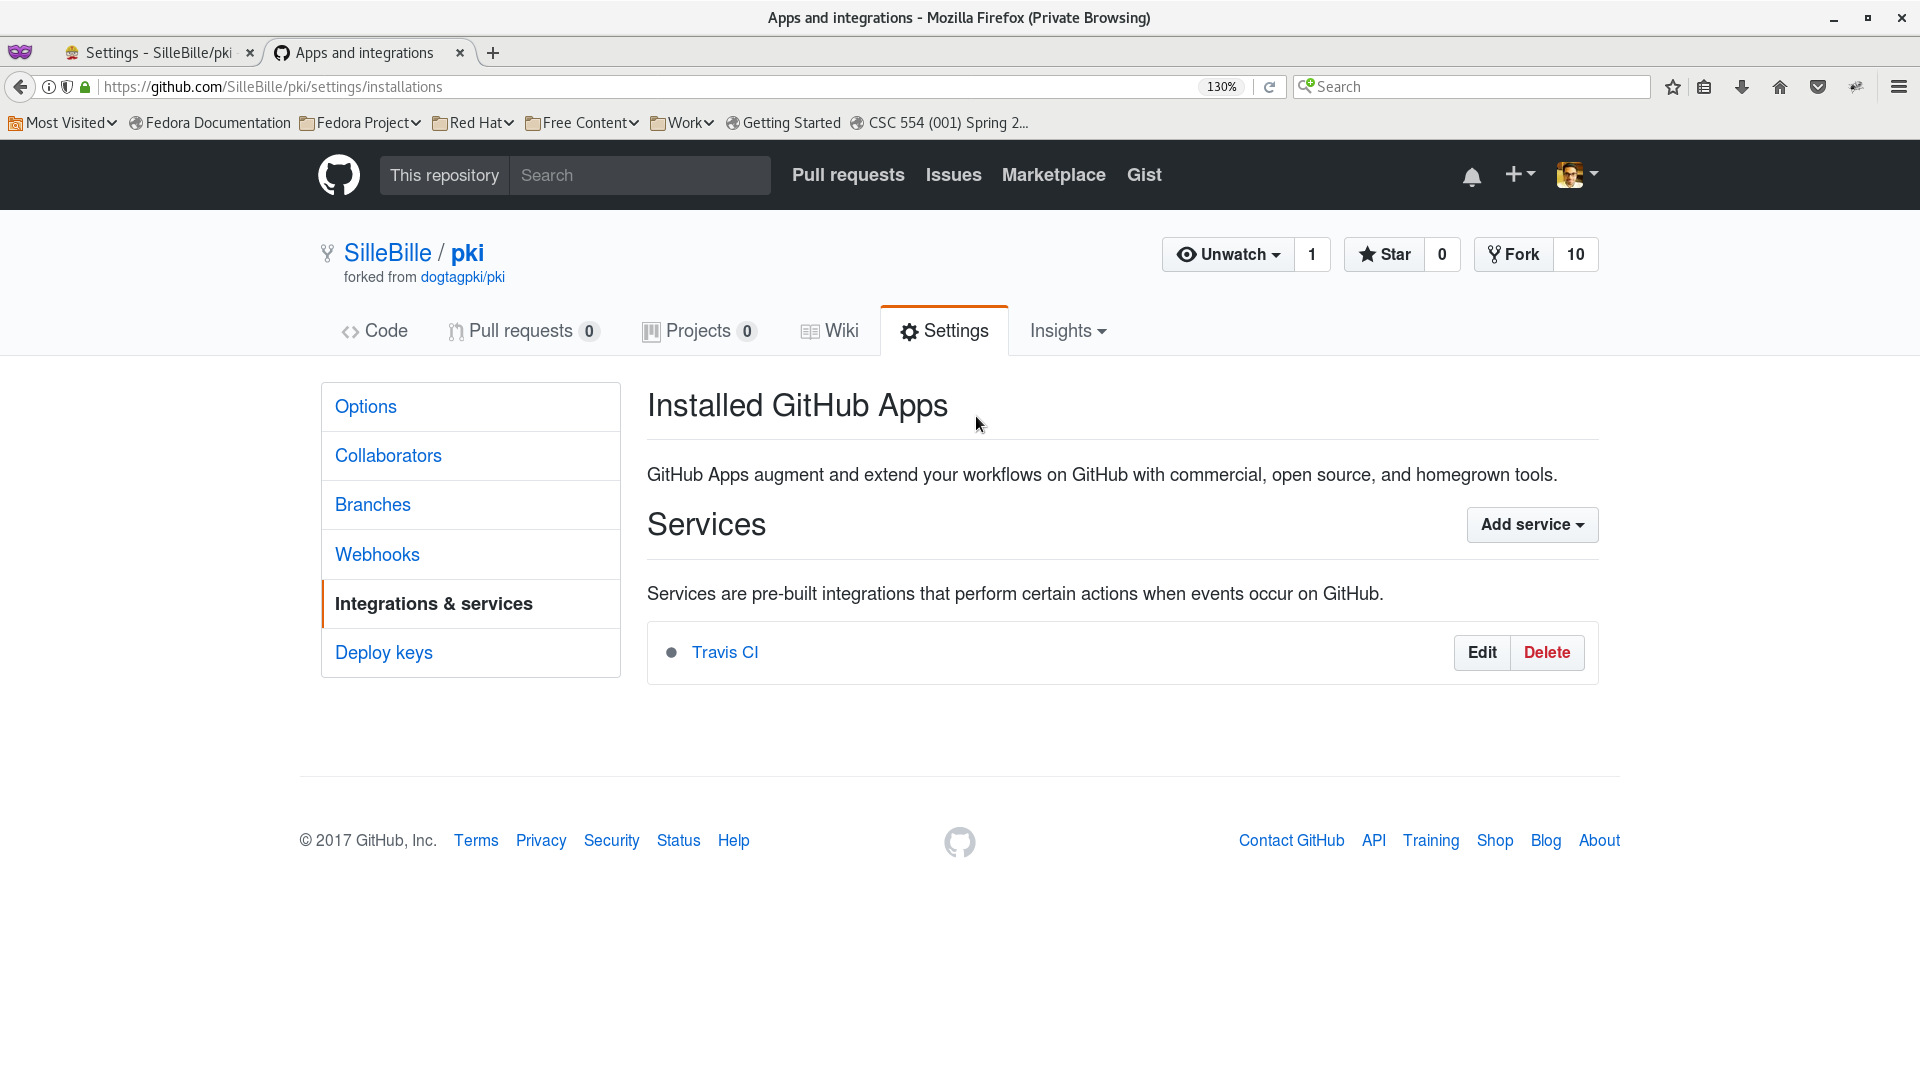 Apps and integrations - Mozilla Firefox (Private Browsing)
Settings - SilleBille/pki
Apps and integrations
https://github.com/SilleBille/pki/settings/installations
130%
Search
Most Visited
Fedora Documentation
Fedora Project
Red Hat
Free Content
Work
Getting Started
CSC 554 (001) Spring 2...
This repository
Search
Pull requests
Issues
Marketplace
Gist
SilleBille / pki
forked from dogtagpki/pki
Unwatch
1
Star
0
Fork
10
Code
Pull requests 0
Projects 0
Wiki
Settings
Insights
Options
Collaborators
Branches
Webhooks
Integrations & services
Deploy keys
Installed GitHub Apps
GitHub Apps augment and extend your workflows on GitHub with commercial, open source, and homegrown tools.
Services
Add service
Services are pre-built integrations that perform certain actions when events occur on GitHub.
Travis CI
Edit
Delete
© 2017 GitHub, Inc.
Terms
Privacy
Security
Status
Help
Contact GitHub
API
Training
Shop
Blog
About